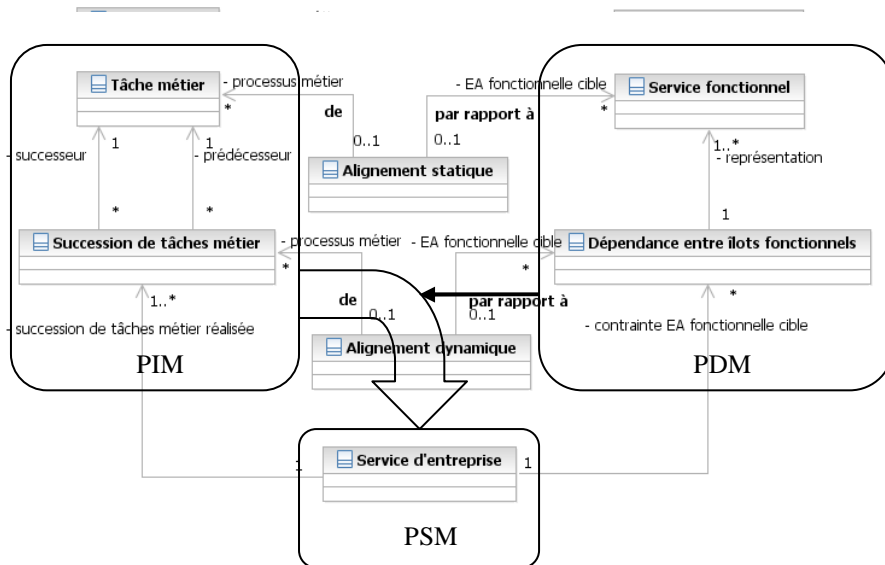 Tâche métier
- processus métier
- EA fonctionnelle cible
Service fonctionnel
*
de
par rapport à
*
1
1
0..1
0..1
1..*
- successeur
- prédécesseur
Alignement statique
- représentation
*
*
1
Succession de tâches métier
- processus métier
- EA fonctionnelle cible
Dépendance entre îlots fonctionnels
*
*
1..*
de
par rapport à
*
0..1
0..1
- succession de tâches métier réalisée
- contrainte EA fonctionnelle cible
Alignement dynamique
PIM
PDM
1
Service d'entreprise
1
PSM